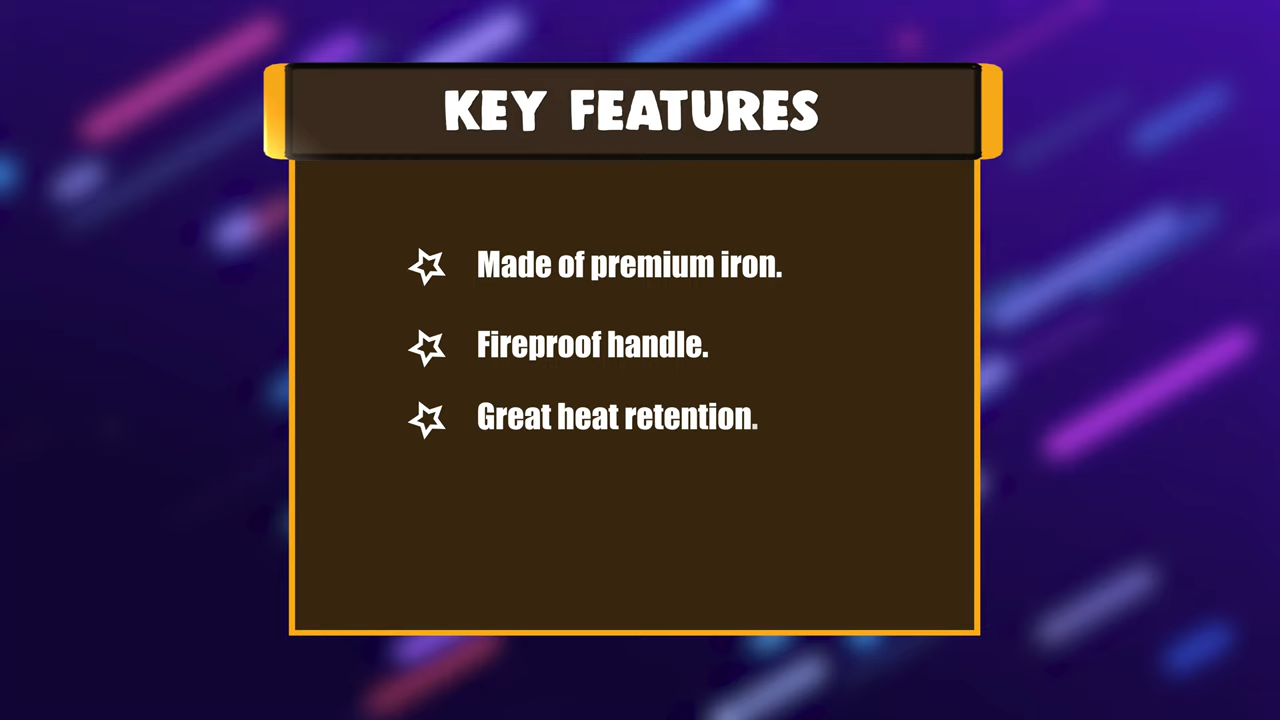 KEY FEATURES
Made of premium iron.
Fireproof handle.
Great heat retention.